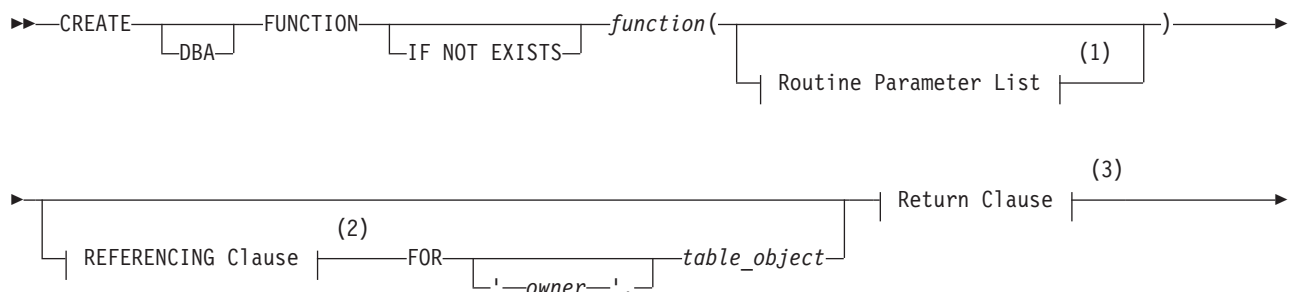 CREATE DBA FUNCTION IF NOT EXISTS function( Routine Parameter List (1) )
REFERENCING Clause (2) FOR ' owner '. table_object Return Clause (3)